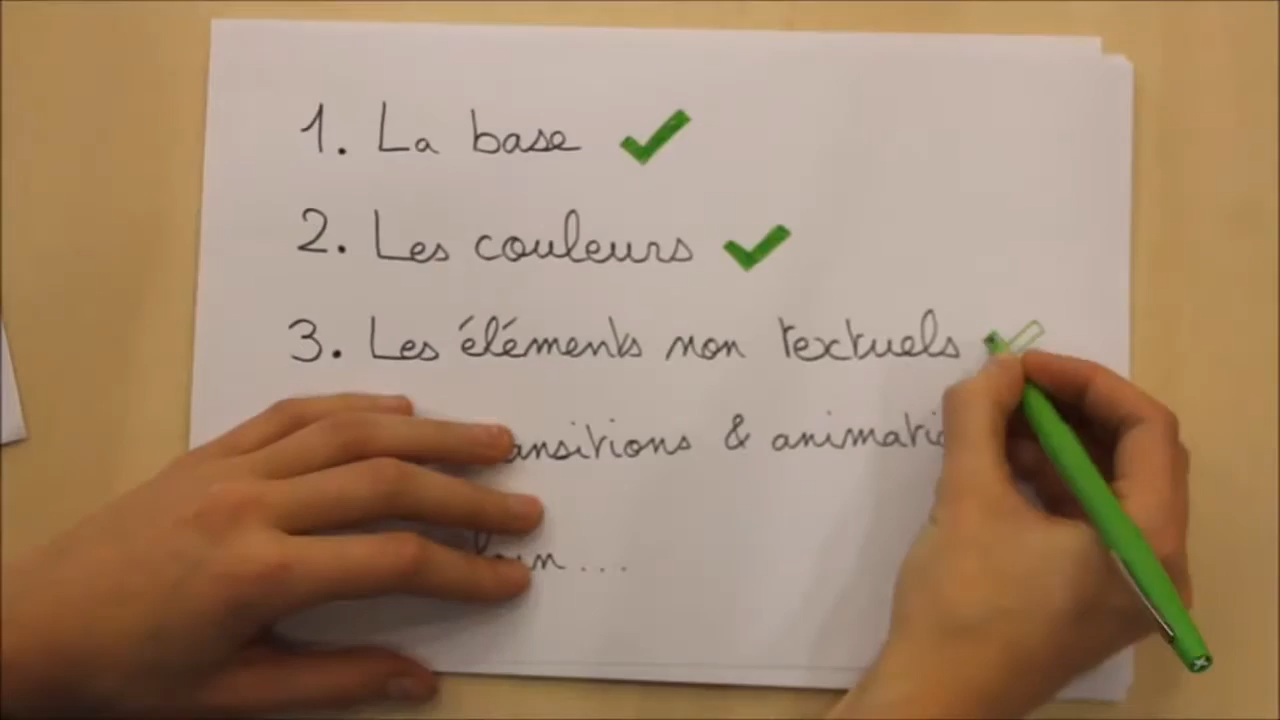 1. La base
2. Les couleurs
3. Les éléments non textuels
&
...